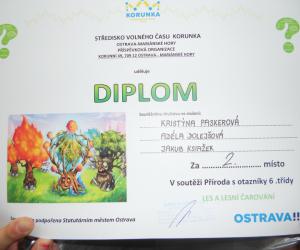 KORUNKA
STŘEDISKO VOLNÉHO ČASU KORUNKA
OSTRAVA-MARIÁNSKÉ HORY
PŘÍSPĚVKOVÁ ORGANIZACE
KORUNNÍ 49, 709 12 OSTRAVA - MARIÁNSKÉ HORY
uděluje
DIPLOM
KRISTÝNA PASKEROVÁ
ADÉLA DOLEJŠOVÁ
JAKUB KSIAŽEK
Za 2. místo
V soutěži Příroda s otazníky 6 .třídy
LES A LESNÍ ČAROVÁNÍ
podpořeno Statutárním městem Ostrava
OSTRAVA!!!